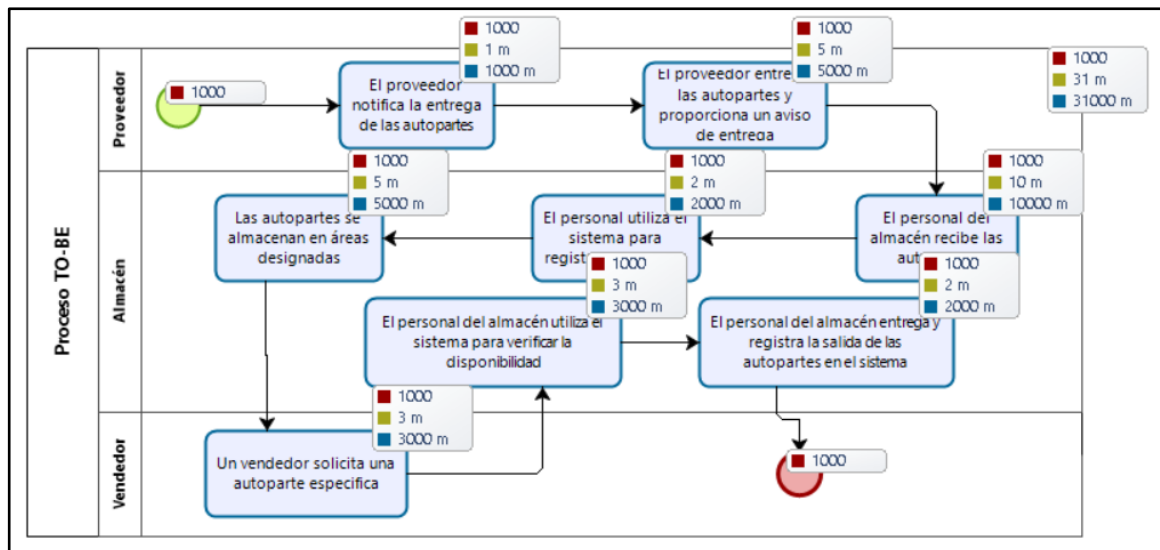 Proceso TO-BE
Proveedor
1000
El proveedor
notifica la entrega
de las autopartes
1000
1 m
1000 m
El proveedor
las autopartes y
proporciona un aviso
de entrega
1000
5 m
5000 m
1000
31 m
31000 m
Almacén
Las autopartes se
almacenan en áreas
designadas
1000
5 m
5000 m
El personal utiliza el
sistema para
1000
2 m
2000 m
El personal del
almacén recibe las
1000
10 m
10000 m
El personal del almacén utiliza el
sistema para verificar la
disponibilidad
1000
3 m
3000 m
El personal del almacén entrega y
registra la salida de las
autopartes en el sistema
1000
2 m
2000 m
Vendedor
Un vendedor solicita una
autoparte especifica
1000
3 m
3000 m
1000